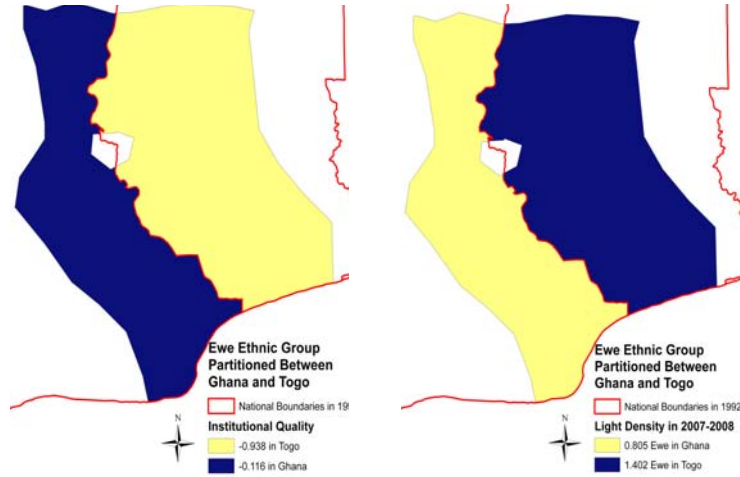 Ewe Ethnic Group
Partitioned Between
Ghana and Togo
National Boundaries in 19
N
Institutional Quality
-0.938 in Togo
-0.116 in Ghana
Ewe Ethnic Group
Partitioned Between
Ghana and Togo
National Boundaries in 1992
N
Light Density in 2007-2008
0.805 Ewe in Ghana
1.402 Ewe in Togo